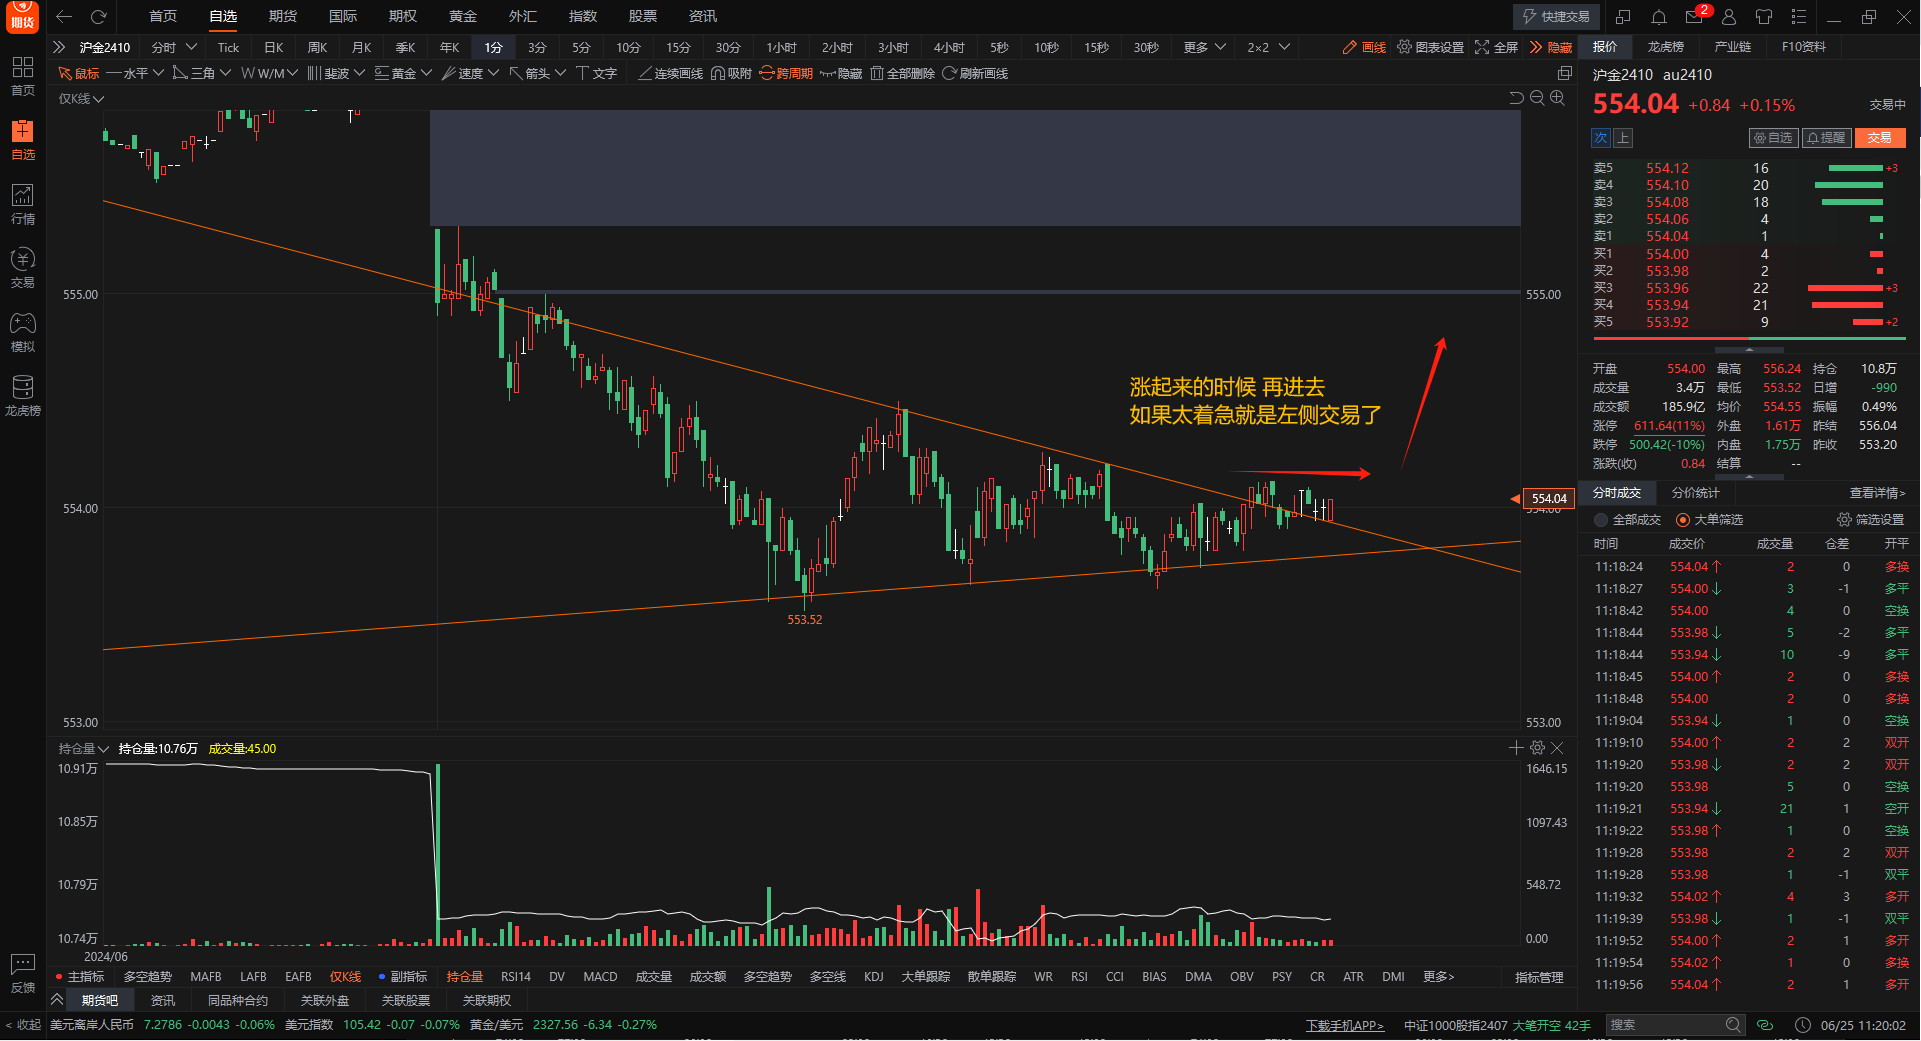 期货 首页 自选 期货 国际 期权 黄金 外汇 指数 股票 资讯 快捷交易 2
沪金2410 分时 Tick 日K 周K 月K 季K 年K 1分 3分 5分 10分 15分 30分 1小时 2小时 3小时 4小时 5秒 10秒 15秒 30秒 更多 2×2 画线 图表设置 全屏 隐藏
鼠标 水平 三角 W/M 斐波 黄金 速度 箭头 文字 连续画线 吸附 跨周期 隐藏 全部删除 刷新画线
仅K线
首页
自选
行情
交易
模拟
龙虎榜
反馈
< 收起
555.00 555.00
554.00 554.04
553.00 553.00
涨起来的时候 再进去
如果太着急就是左侧交易了
553.52
持仓量 持仓量:10.76万 成交量:45.00
10.91万 1646.15
10.85万 1097.43
10.79万 548.72
10.74万 0.00
2024/06
主指标 多空趋势 MAFB LAFB EAFB 仅K线 副指标 持仓量 RSI14 DV MACD 成交量 成交额 多空趋势 多空线 KDJ 大单跟踪 散单跟踪 WR RSI CCI BIAS DMA OBV PSY CR ATR DMI 更多> 指标管理
期货吧 资讯 同品种合约 关联外盘 关联股票 关联期权
美元离岸人民币 7.2786 -0.0043 -0.06% 美元指数 105.42 -0.07 -0.07% 黄金/美元 2327.56 -6.34 -0.27% 下载手机APP> 中证1000股指2407 大笔开空 42手 搜索 06/25 11:20:02
报价 龙虎榜 产业链 F10资料
沪金2410 au2410
554.04 +0.84 +0.15% 交易中
次 上 自选 提醒 交易
卖5 554.12 16 +3
卖4 554.10 20
卖3 554.08 18
卖2 554.06 4
卖1 554.04 1
买1 554.00 4
买2 553.98 2
买3 553.96 22 +3
买4 553.94 21
买5 553.92 9 +2
开盘 554.00 最高 556.24 持仓 10.8万
成交量 3.4万 最低 553.52 日增 -990
成交额 185.9亿 均价 554.55 振幅 0.49%
涨停 611.64(11%) 外盘 1.61万 昨结 556.04
跌停 500.42(-10%) 内盘 1.75万 昨收 553.20
涨跌(收) 0.84 结算 --
分时成交 分价统计 查看详情>
全部成交 大单筛选 筛选设置
时间 成交价 成交量 仓差 开平
11:18:24 554.04↑ 2 0 多换
11:18:27 554.00↓ 3 -1 多平
11:18:42 554.00 4 0 空换
11:18:44 553.98↓ 5 -2 多平
11:18:44 553.94↓ 10 -9 多平
11:18:45 554.00↑ 2 0 多换
11:18:48 554.00 2 0 多换
11:19:04 553.94↓ 1 0 空换
11:19:10 554.00↑ 2 2 双开
11:19:20 553.98↓ 2 2 双开
11:19:20 553.98 5 0 空换
11:19:21 553.94↓ 21 1 空开
11:19:22 553.98↑ 1 0 空换
11:19:28 553.98 2 2 双开
11:19:28 553.98 1 -1 双平
11:19:32 554.02↑ 4 3 多开
11:19:39 553.98↓ 1 -1 双平
11:19:52 554.00↑ 2 1 多开
11:19:54 554.02↑ 1 0 多换
11:19:56 554.04↑ 2 1 多开